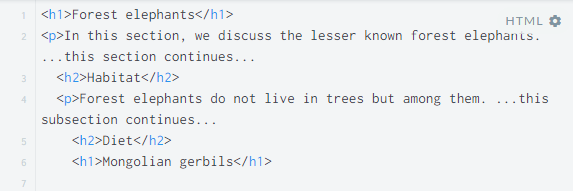 HTML
1 <h1>Forest elephants</h1>
2 <p>In this section, we discuss the lesser known forest elephants.
...this section continues...
3   <h2>Habitat</h2>
4   <p>Forest elephants do not live in trees but among them. ...this
subsection continues...
5     <h2>Diet</h2>
6     <h1>Mongolian gerbils</h1>
7